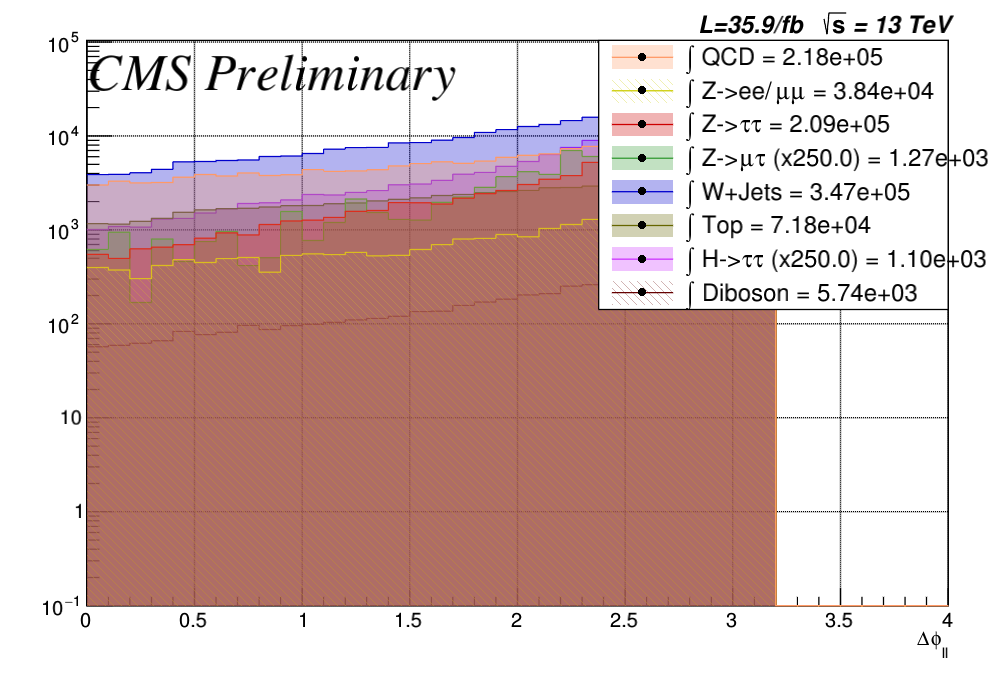 L=35.9/fb √s = 13 TeV
CMS Preliminary
∫ QCD = 2.18e+05
∫ Z->ee/μμ = 3.84e+04
∫ Z->ττ = 2.09e+05
∫ Z->μτ (x250.0) = 1.27e+03
∫ W+Jets = 3.47e+05
∫ Top = 7.18e+04
∫ H->ττ (x250.0) = 1.10e+03
∫ Diboson = 5.74e+03
10⁵
10⁴
10³
10²
10
1
10⁻¹
0 0.5 1 1.5 2 2.5 3 3.5 4
Δϕ_ll